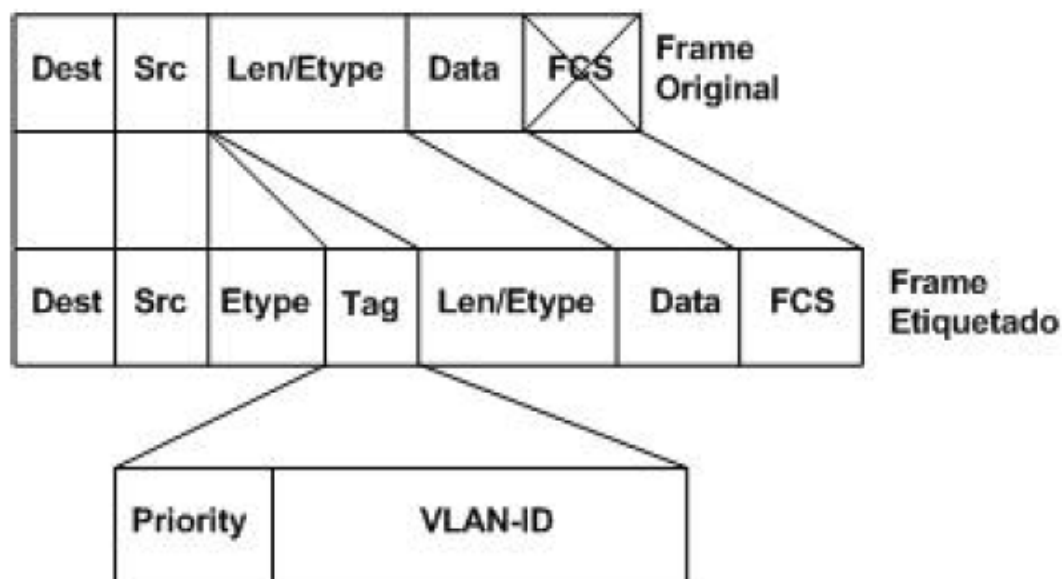 Dest Src Len/Etype Data FCS
Frame
Original
Dest Src Etype Tag Len/Etype Data FCS
Frame
Etiquetado
Priority VLAN-ID